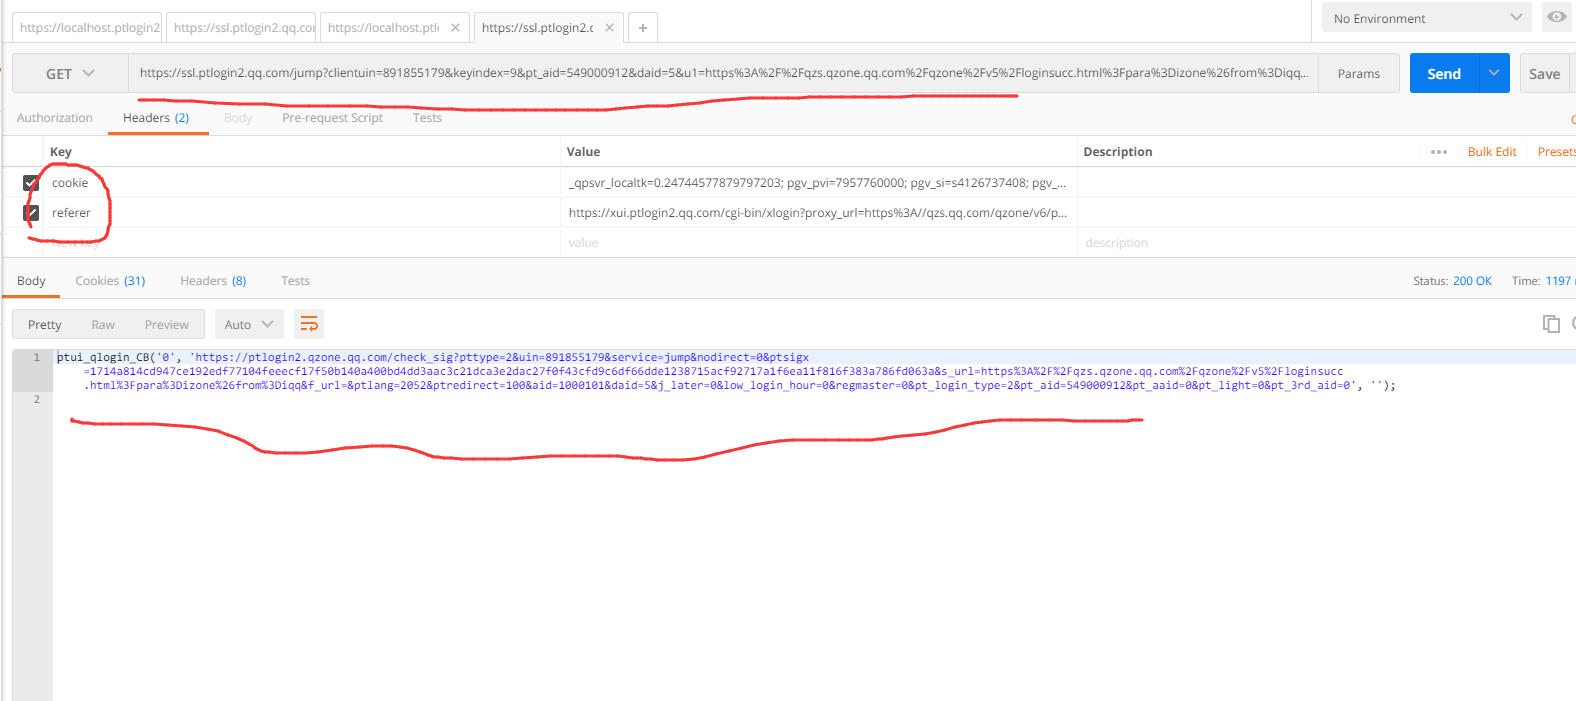 https://localhost.ptlogin2
https://ssl.ptlogin2.qq.co
https://localhost.ptl
https://ssl.ptlogin2.c
No Environment
GET
https://ssl.ptlogin2.qq.com/jump?clientuin=891855179&keyindex=9&pt_aid=549000912&daid=5&u1=https%3A%2F%2Fqzs.qzone.qq.com%2Fqzone%2Fv5%2Floginsucc.html%3Fpara%3Dizone%26from%3Diqq...
Params
Send
Save
Authorization
Headers (2)
Body
Pre-request Script
Tests
Key
Value
Description
Bulk Edit
Presets
cookie
_qpsvr_localtk=0.24744577879797203; pgv_pvi=7957760000; pgv_si=s4126737408; pgv_...
referer
https://xui.ptlogin2.qq.com/cgi-bin/xlogin?proxy_url=https%3A//qzs.qq.com/qzone/v6/p...
New key
value
description
Body
Cookies (31)
Headers (8)
Tests
Status: 200 OK
Time: 1197
Pretty
Raw
Preview
Auto
1
ptui_qlogin_CB('0', 'https://ptlogin2.qzone.qq.com/check_sig?pttype=2&uin=891855179&service=jump&nodirect=0&ptsigx
=1714a814cd947ce192edf77104feeecf17f50b140a400bd4dd3aac3c21dca3e2dac27f0f43cfd9c6df66dde1238715acf92717a1f6ea11f816f383a786fd063a&s_url=https%3A%2F%2Fqzs.qzone.qq.com%2Fqzone%2Fv5%2Floginsucc
.html%3Fpara%3Dizone%26from%3Diqq&f_url=&ptlang=2052&ptredirect=100&aid=1000101&daid=5&j_later=0&low_login_hour=0&regmaster=0&pt_login_type=2&pt_aid=549000912&pt_aaid=0&pt_light=0&pt_3rd_aid=0', '');
2